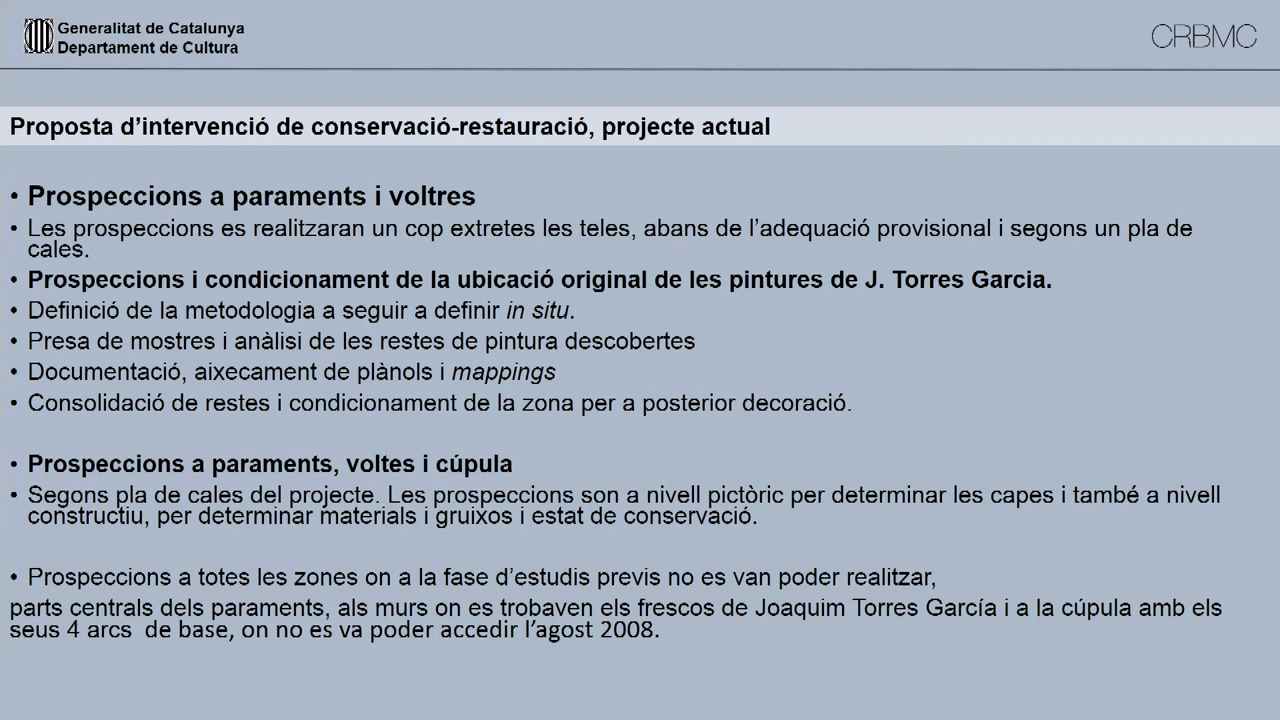 Generalitat de Catalunya
Departament de Cultura
CRBMC
Proposta d’intervenció de conservació-restauració, projecte actual
• Prospeccions a paraments i voltres
• Les prospeccions es realitzaran un cop extretes les teles, abans de l’adequació provisional i segons un pla de
cales.
• Prospeccions i condicionament de la ubicació original de les pintures de J. Torres Garcia.
• Definició de la metodologia a seguir a definir in situ.
• Presa de mostres i anàlisi de les restes de pintura descobertes
• Documentació, aixecament de plànols i mappings
• Consolidació de restes i condicionament de la zona per a posterior decoració.
• Prospeccions a paraments, voltes i cúpula
• Segons pla de cales del projecte. Les prospeccions son a nivell pictòric per determinar les capes i també a nivell
constructiu, per determinar materials i gruixos i estat de conservació.
• Prospeccions a totes les zones on a la fase d’estudis previs no es van poder realitzar,
parts centrals dels paraments, als murs on es trobaven els frescos de Joaquim Torres García i a la cúpula amb els
seus 4 arcs de base, on no es va poder accedir l’agost 2008.